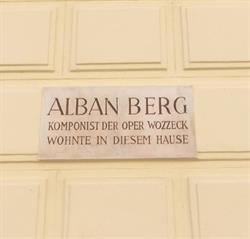 ALBAN BERG
KOMPONIST DER OPER WOZZECK
WOHNTE IN DIESEM HAUSE